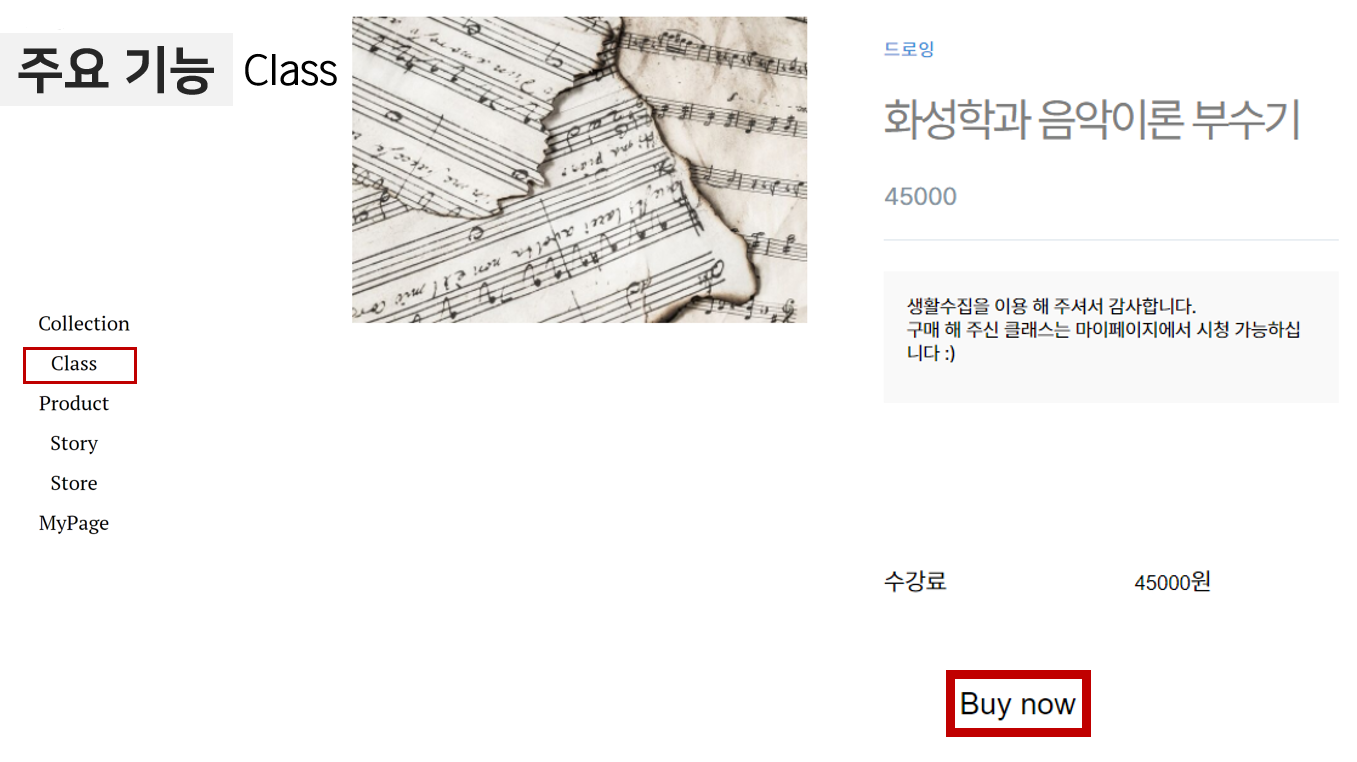 주요 기능 Class
Collection
Class
Product
Story
Store
MyPage
드로잉
화성학과 음악이론 부수기
45000
생활수집을 이용 해 주셔서 감사합니다.
구매 해 주신 클래스는 마이페이지에서 시청 가능하십
니다 :)
수강료 45000원
Buy now